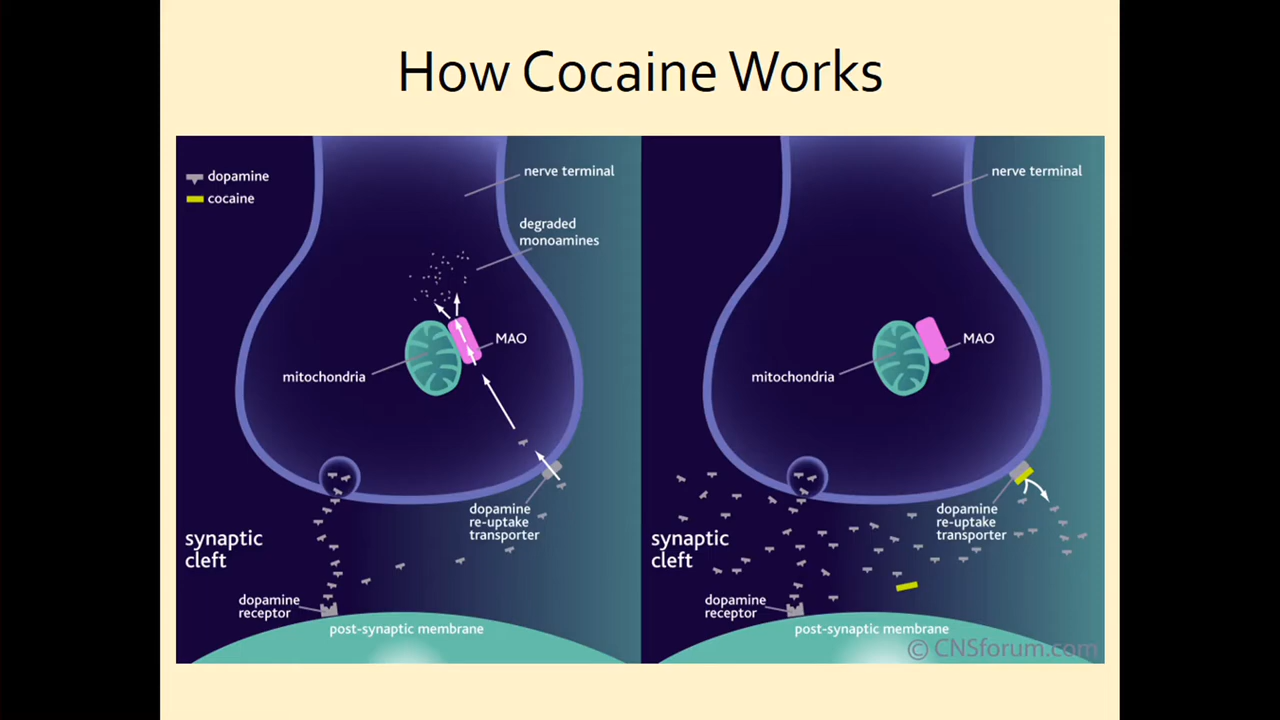 How Cocaine Works
dopamine
cocaine
nerve terminal
degraded
monoamines
MAO
mitochondria
dopamine
re-uptake
transporter
synaptic
cleft
dopamine
receptor
post-synaptic membrane
nerve terminal
MAO
mitochondria
dopamine
re-uptake
transporter
synaptic
cleft
dopamine
receptor
post-synaptic membrane
© CNSforum.com